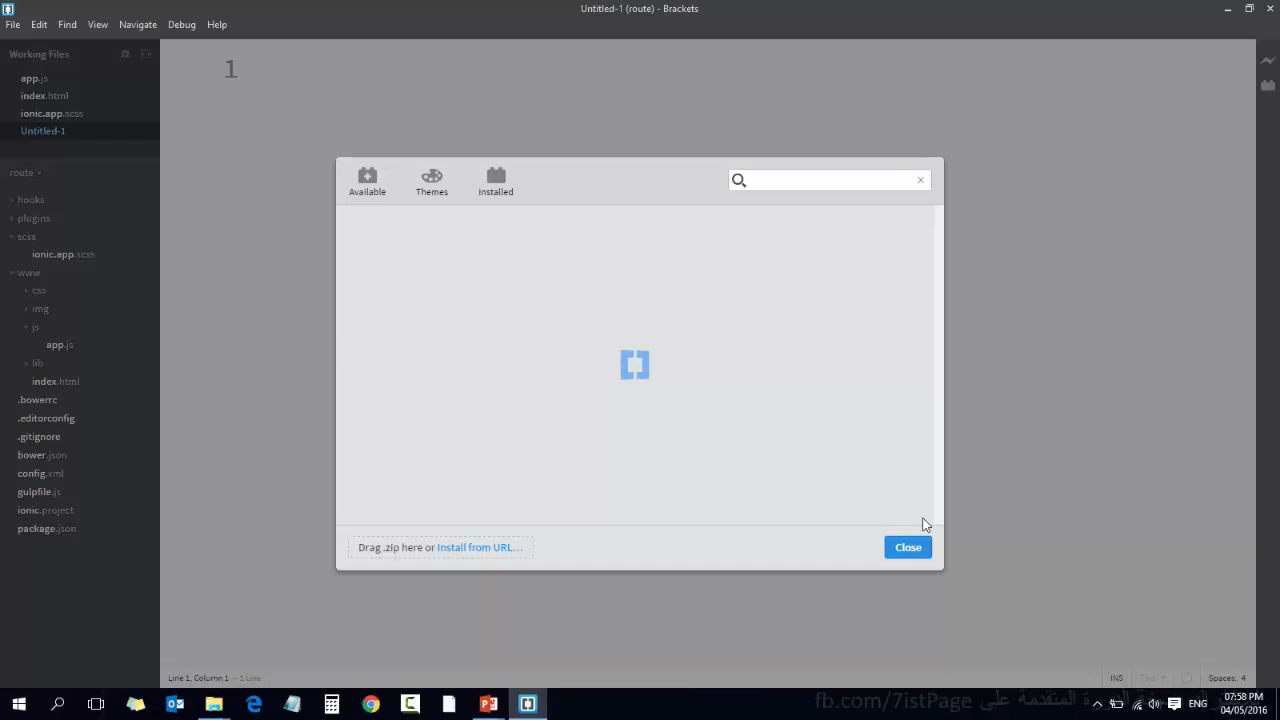 Untitled-1 (route) - Brackets
File Edit Find View Navigate Debug Help
Working Files
app.js
index.html
ionic.app.scss
Untitled-1
route
hooks
plugins
scss
ionic.app.scss
www
css
img
js
app.js
lib
index.html
.bowerrc
.editorconfig
.gitignore
bower.json
config.xml
gulpfile.js
ionic.project
package.json
1
Available Themes Installed
Drag .zip here or Install from URL...
Close
Line 1, Column 1 — 1 Line
INS Text Spaces: 4
المتقدمة على fb.com/7istPage
ENG
07:58 PM
04/05/2016